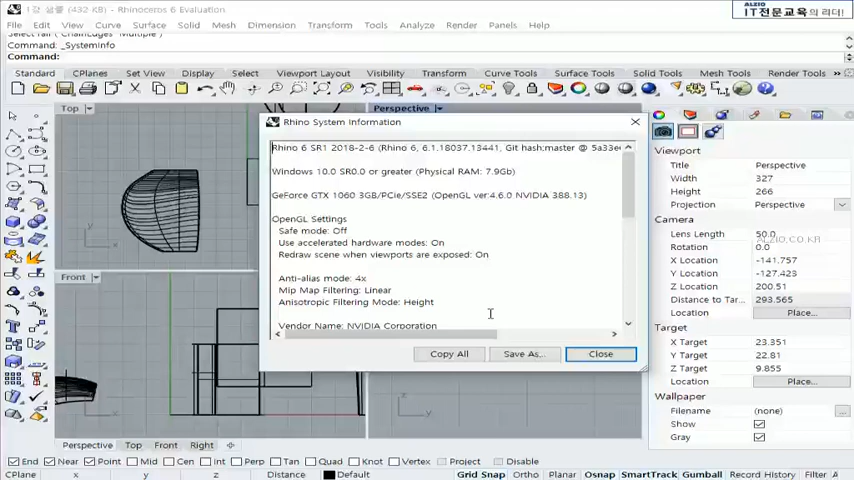 1강 샘플 (432 KB) - Rhinoceros 6 Evaluation
ALZIO
IT전문교육의 리더!
File Edit View Curve Surface Solid Mesh Dimension Transform Tools Analyze Render Panels Help
Command: _SystemInfo
Command:
Standard CPlanes Set View Display Select Viewport Layout Visibility Transform Curve Tools Surface Tools Solid Tools Mesh Tools Render Tools
Top
Perspective
Rhino System Information
Rhino 6 SR1 2018-2-6 (Rhino 6, 6.1.18037.13441, Git hash:master @ 5a33e
Windows 10.0 SR0.0 or greater (Physical RAM: 7.9Gb)
GeForce GTX 1060 3GB/PCie/SSE2 (OpenGL ver:4.6.0 NVIDIA 388.13)
OpenGL Settings
Safe mode: Off
Use accelerated hardware modes: On
Redraw scene when viewports are exposed: On
Anti-alias mode: 4x
Mip Map Filtering: Linear
Anisotropic Filtering Mode: Height
Vendor Name: NVIDIA Corporation
Copy All Save As... Close
Viewport
Title Perspective
Width 327
Height 266
Projection Perspective
Camera
Lens Length 50.0
ALZIO.CO.KR
Rotation 0.0
X Location -141.757
Y Location -127.423
Z Location 200.51
Distance to Tar... 293.565
Location Place...
Target
X Target 23.351
Y Target 22.81
Z Target 9.855
Location Place...
Wallpaper
Filename (none) ...
Show
Gray
Front
x
y
z
Perspective Top Front Right
End Near Point Mid Cen Int Perp Tan Quad Knot Vertex Project Disable
CPlane x y z Distance Default Grid Snap Ortho Planar Osnap SmartTrack Gumball Record History Filter